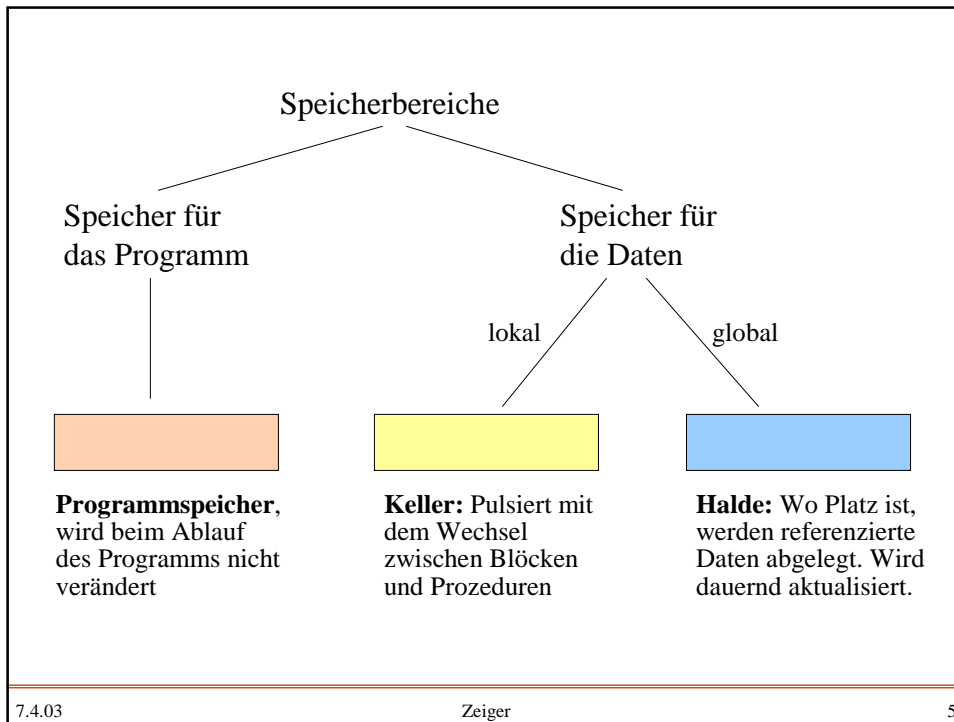 Speicherbereiche
Speicher für
das Programm
Speicher für
die Daten
lokal
global
Programmspeicher,
wird beim Ablauf
des Programms nicht
verändert
Keller: Pulsiert mit
dem Wechsel
zwischen Blöcken
und Prozeduren
Halde: Wo Platz ist,
werden referenzierte
Daten abgelegt. Wird
dauernd aktualisiert.
7.4.03
Zeiger
5